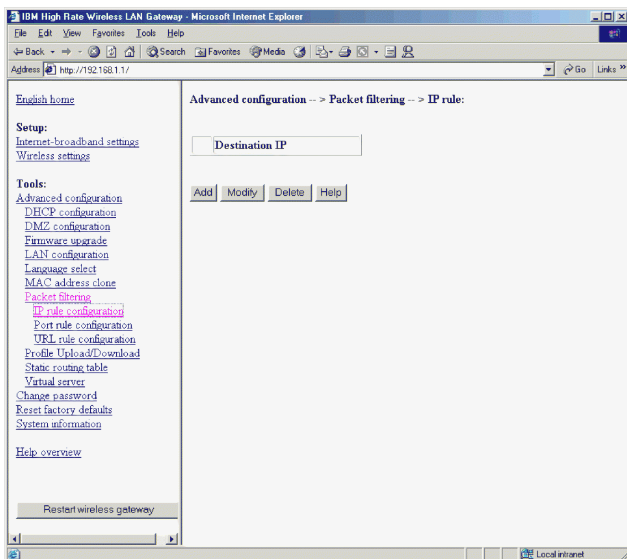 IBM High Rate Wireless LAN Gateway - Microsoft Internet Explorer
File Edit View Favorites Tools Help
Back Search Favorites Media
Address http://192.168.1.1/ Go Links »
English home
Setup:
Internet-broadband settings
Wireless settings
Tools:
Advanced configuration
DHCP configuration
DMZ configuration
Firmware upgrade
LAN configuration
Language select
MAC address clone
Packet filtering
IP rule configuration
Port rule configuration
URL rule configuration
Profile Upload/Download
Static routing table
Virtual server
Change password
Reset factory defaults
System information
Help overview
Restart wireless gateway
Advanced configuration -- > Packet filtering -- > IP rule:
Destination IP
Add Modify Delete Help
Local intranet